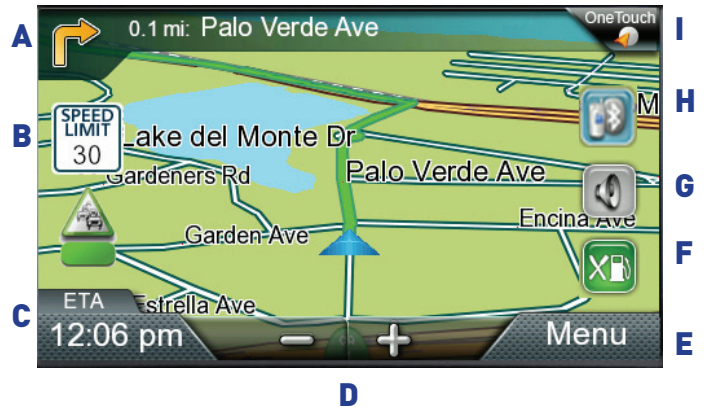 A
0.1 mi: Palo Verde Ave
OneTouch
I
H
M
B
SPEED
LIMIT
30
Lake del Monte Dr
Gardeners Rd
Palo Verde Ave
G
Encina Ave
Garden Ave
F
X
C
ETA
Estrella Ave
12:06 pm
Menu
E
D